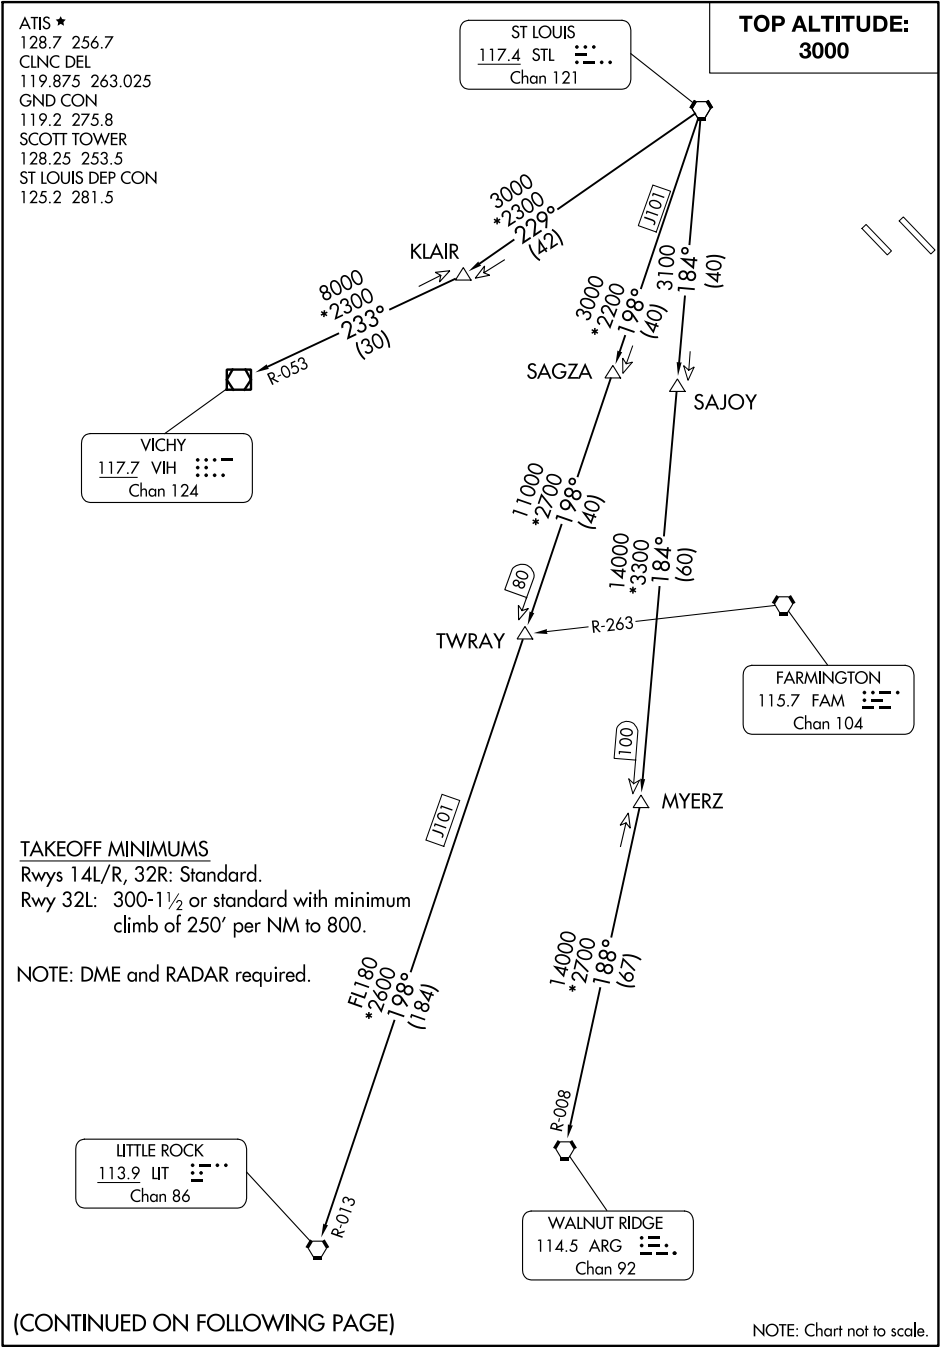 ATIS ★
128.7 256.7
CLNC DEL
119.875 263.025
GND CON
119.2 275.8
SCOTT TOWER
128.25 253.5
ST LOUIS DEP CON
125.2 281.5
ST LOUIS
117.4 STL
Chan 121
TOP ALTITUDE:
3000
3000
*2300
229°
(42)
KLAIR
8000
*2300
233°
(30)
R-053
VICHY
117.7 VIH
Chan 124
J101
3000
*2200
198°
(40)
3100
184°
(40)
SAGZA
SAJOY
11000
*2700
198°
(40)
14000
*3300
184°
(60)
80
TWRAY
R-263
FARMINGTON
115.7 FAM
Chan 104
100
MYERZ
J101
TAKEOFF MINIMUMS
Rwys 14L/R, 32R: Standard.
Rwy 32L: 300-1½ or standard with minimum
climb of 250' per NM to 800.
NOTE: DME and RADAR required.
FL180
*2600
198°
(184)
14000
*2700
188°
(67)
R-008
LITTLE ROCK
113.9 LIT
Chan 86
R-013
WALNUT RIDGE
114.5 ARG
Chan 92
(CONTINUED ON FOLLOWING PAGE)
NOTE: Chart not to scale.